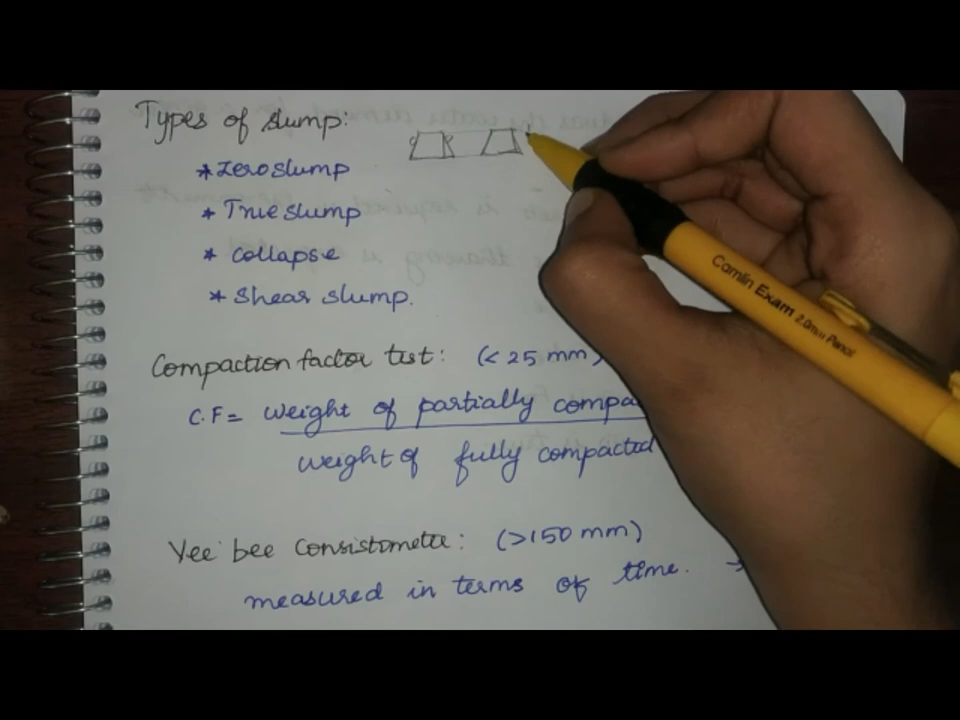 Types of slump:
* Zero slump
* True slump
* collapse
* Shear slump.
Compaction factor test: (< 25 mm)
C.F = weight of partially compa
weight of fully compacted
Vee bee Consistometer: (>150 mm)
measured in terms of time. →
Camlin Exam 2.0mm Pencil